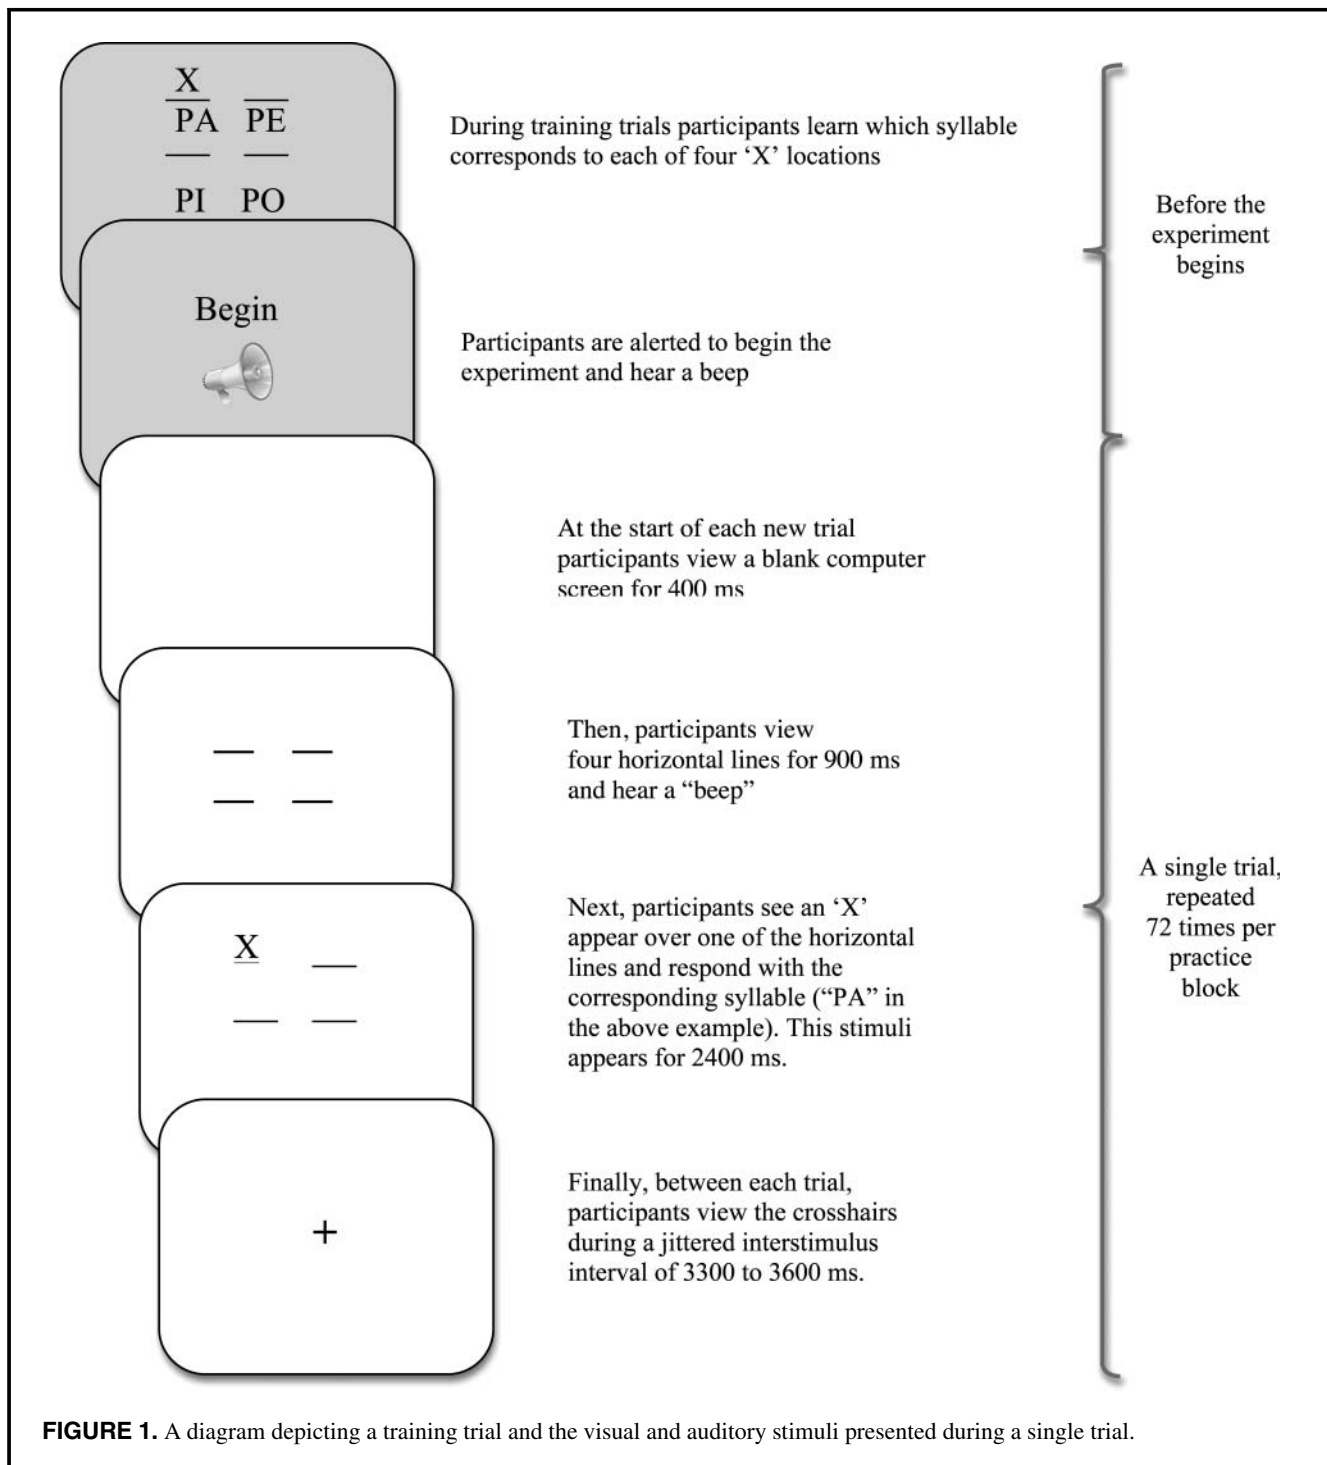 X
PA PE
PI PO
During training trials participants learn which syllable
corresponds to each of four ‘X’ locations
Before the
experiment
begins
Begin
Participants are alerted to begin the
experiment and hear a beep
At the start of each new trial
participants view a blank computer
screen for 400 ms
Then, participants view
four horizontal lines for 900 ms
and hear a “beep”
X
Next, participants see an ‘X’
appear over one of the horizontal
lines and respond with the
corresponding syllable (“PA” in
the above example). This stimuli
appears for 2400 ms.
A single trial,
repeated
72 times per
practice
block
+
Finally, between each trial,
participants view the crosshairs
during a jittered interstimulus
interval of 3300 to 3600 ms.
FIGURE 1. A diagram depicting a training trial and the visual and auditory stimuli presented during a single trial.